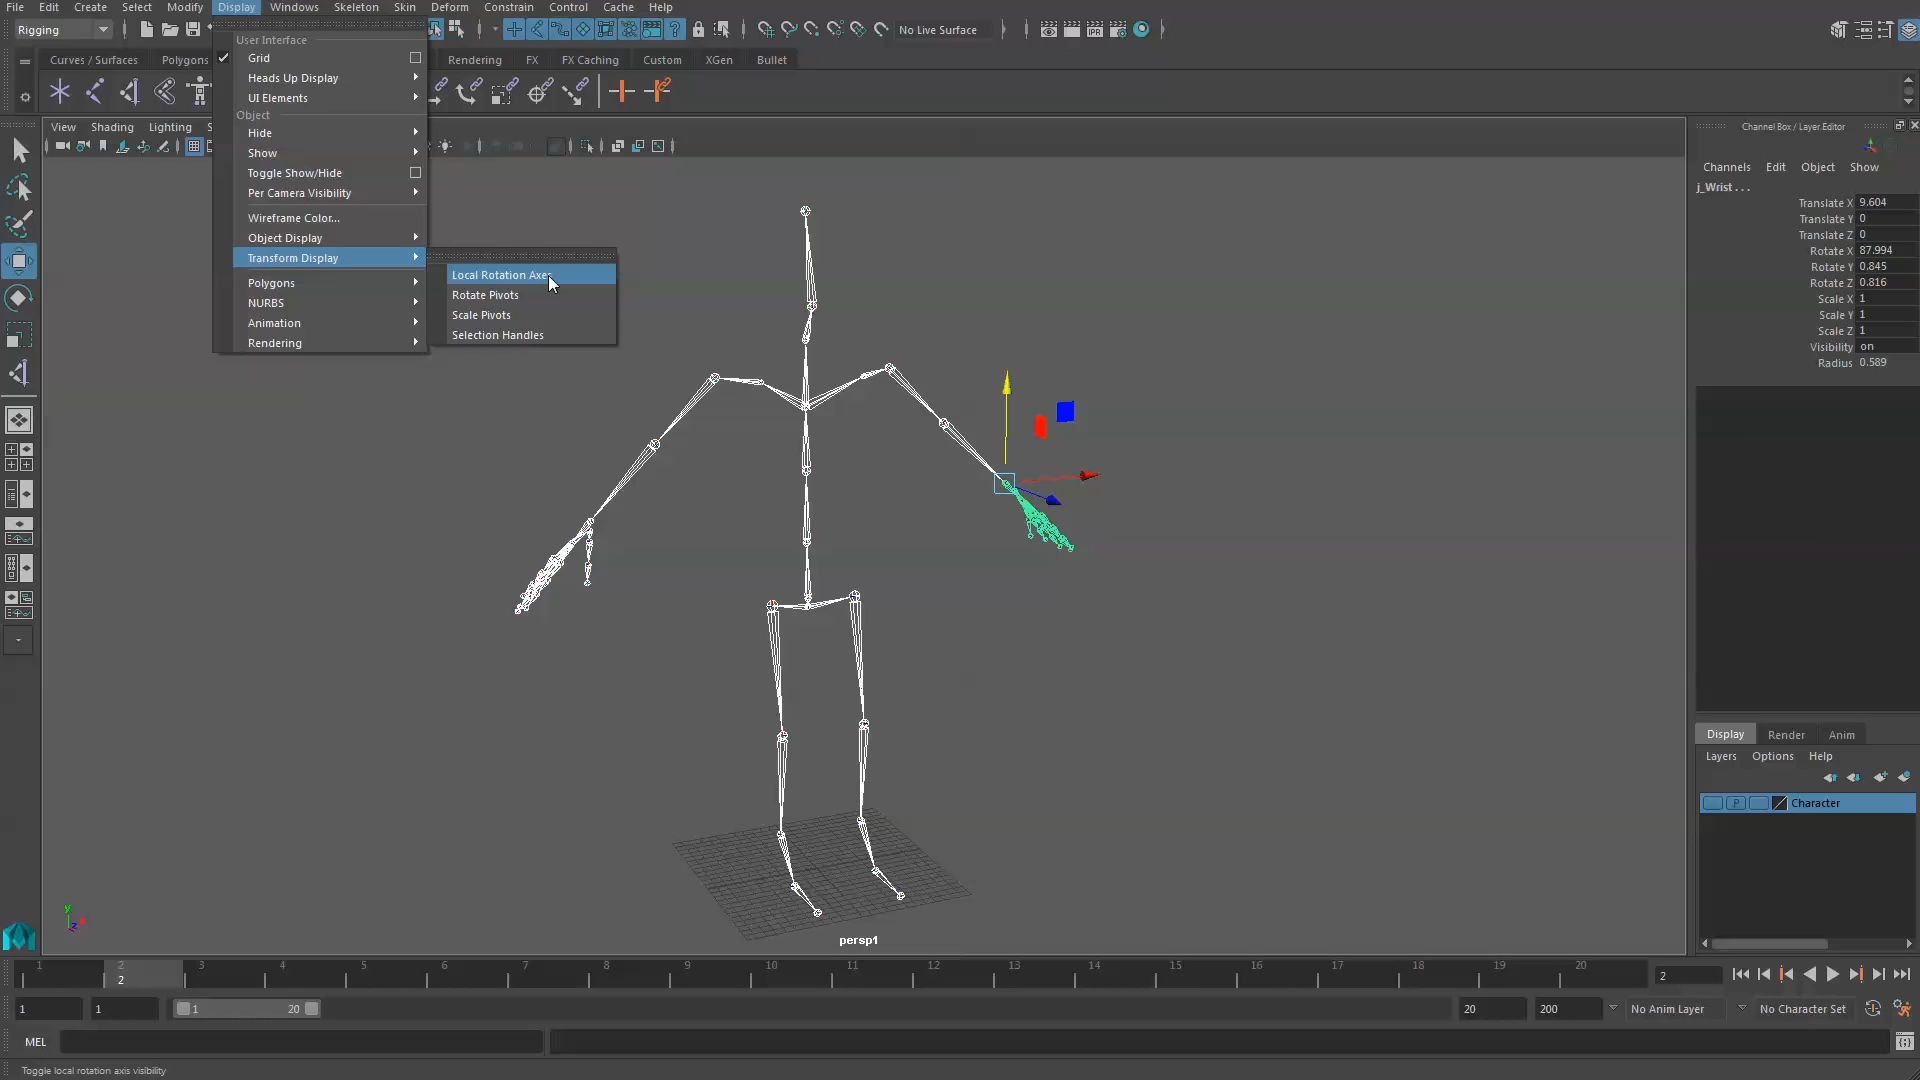 File Edit Create Select Modify Display Windows Skeleton Skin Deform Constrain Control Cache Help
Rigging
No Live Surface
Curves / Surfaces Polygons Rendering FX FX Caching Custom XGen Bullet
IPR
User Interface
Grid
Heads Up Display
UI Elements
Object
Hide
Show
Toggle Show/Hide
Per Camera Visibility
Wireframe Color...
Object Display
Transform Display
Polygons
NURBS
Animation
Rendering
Local Rotation Axes
Rotate Pivots
Scale Pivots
Selection Handles
View Shading Lighting S
Channel Box / Layer Editor
Channels Edit Object Show
j_Wrist . . .
Translate X 9.604
Translate Y 0
Translate Z 0
Rotate X 87.994
Rotate Y 0.845
Rotate Z 0.816
Scale X 1
Scale Y 1
Scale Z 1
Visibility on
Radius 0.589
Display Render Anim
Layers Options Help
P Character
y
z
persp1
1 2 3 4 5 6 7 8 9 10 11 12 13 14 15 16 17 18 19 20
2
2
1 1 1 20 20 200 No Anim Layer No Character Set
MEL
Toggle local rotation axis visibility